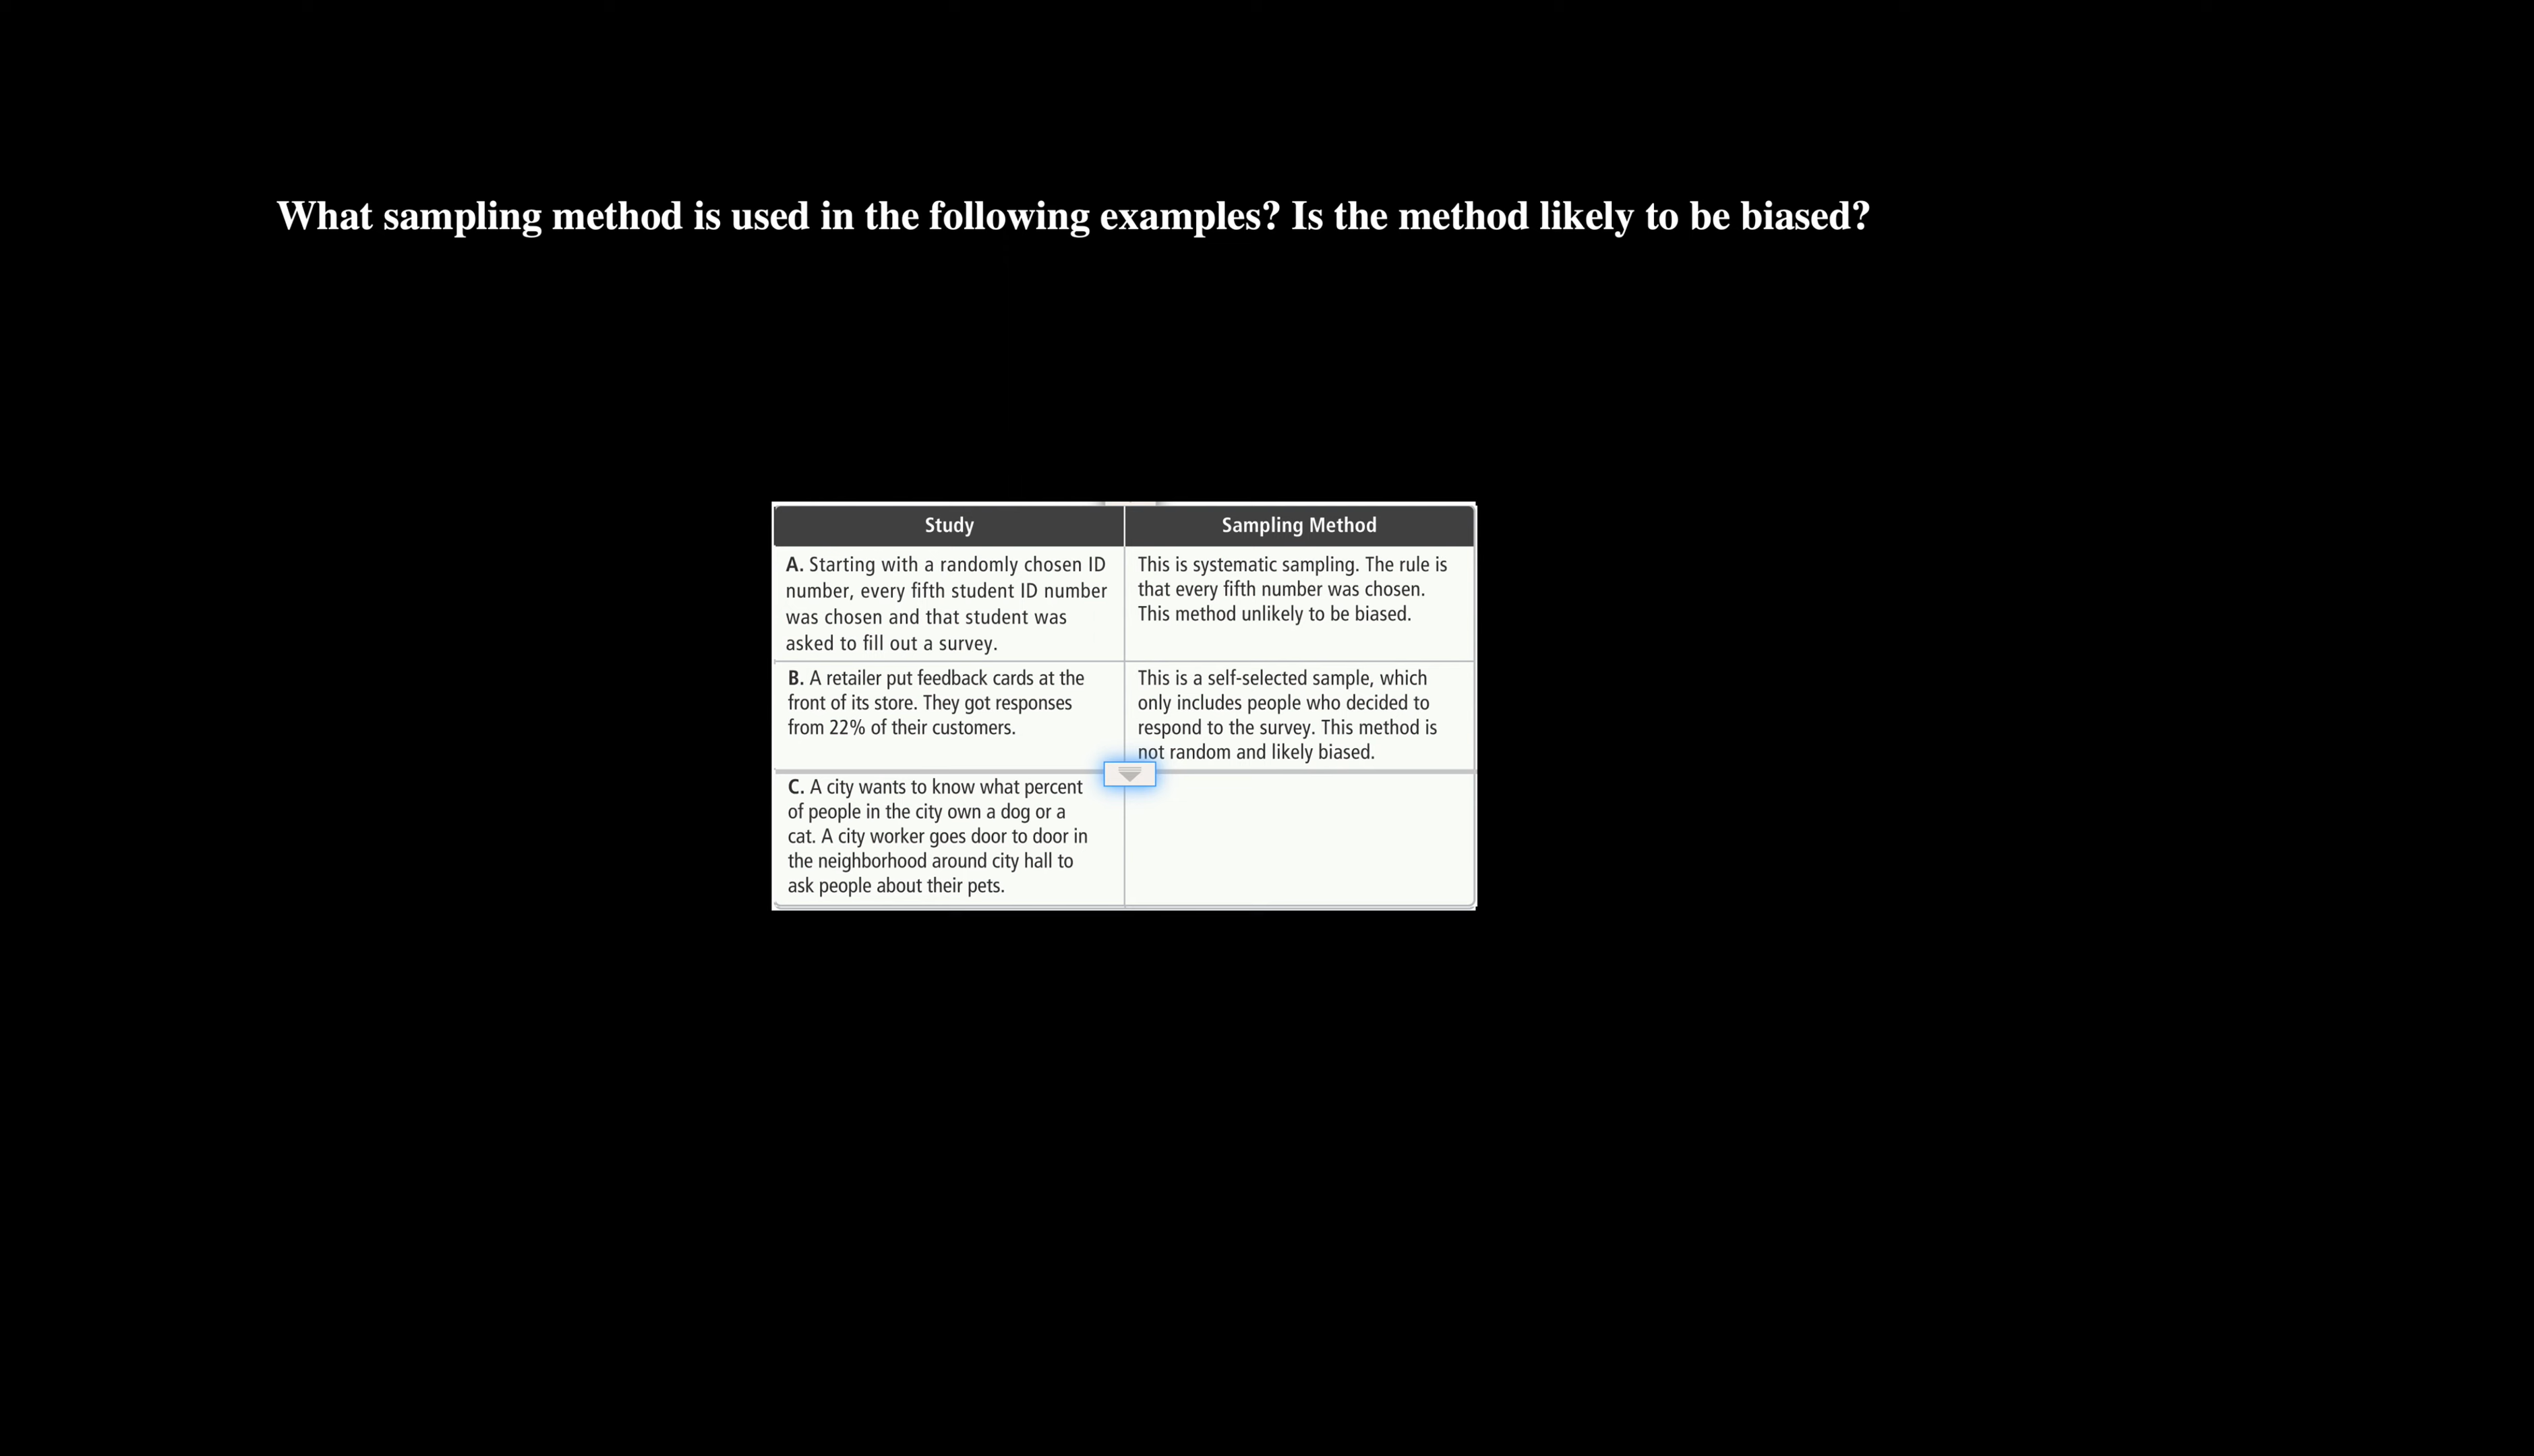 What sampling method is used in the following examples? Is the method likely to be biased?
Study
Sampling Method
A. Starting with a randomly chosen ID
number, every fifth student ID number
was chosen and that student was
asked to fill out a survey.
This is systematic sampling. The rule is
that every fifth number was chosen.
This method unlikely to be biased.
B. A retailer put feedback cards at the
front of its store. They got responses
from 22% of their customers.
This is a self-selected sample, which
only includes people who decided to
respond to the survey. This method is
not random and likely biased.
C. A city wants to know what percent
of people in the city own a dog or a
cat. A city worker goes door to door in
the neighborhood around city hall to
ask people about their pets.